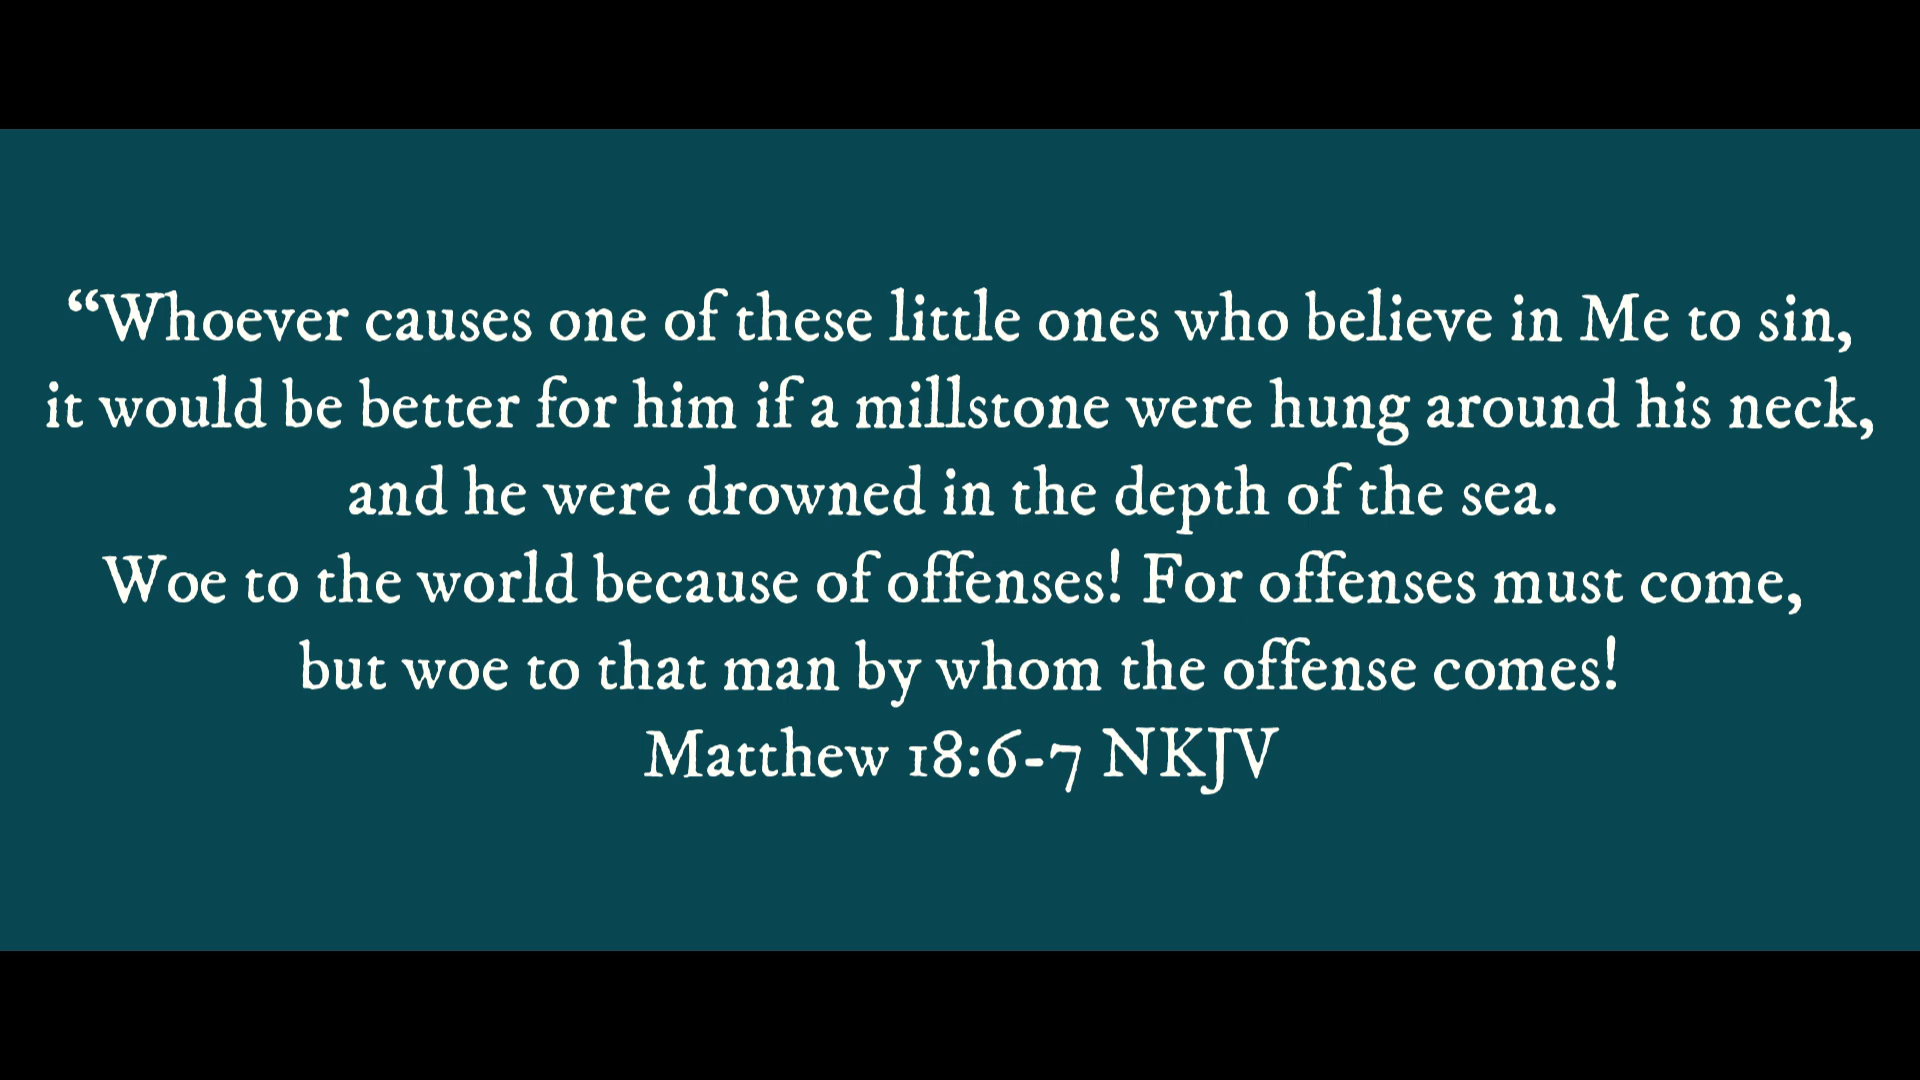 “Whoever causes one of these little ones who believe in Me to sin,
it would be better for him if a millstone were hung around his neck,
and he were drowned in the depth of the sea.
Woe to the world because of offenses! For offenses must come,
but woe to that man by whom the offense comes!
Matthew 18:6-7 NKJV